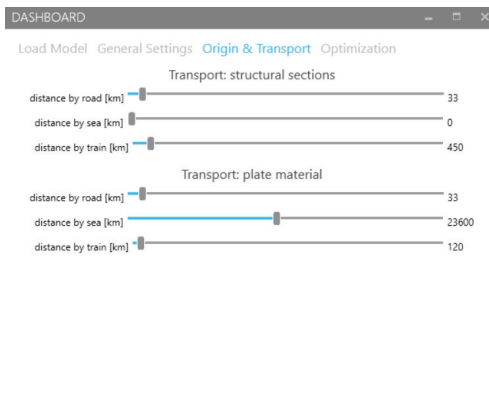 DASHBOARD
Load Model General Settings Origin & Transport Optimization
Transport: structural sections
distance by road [km] 33
distance by sea [km] 0
distance by train [km] 450
Transport: plate material
distance by road [km] 33
distance by sea [km] 23600
distance by train [km] 120